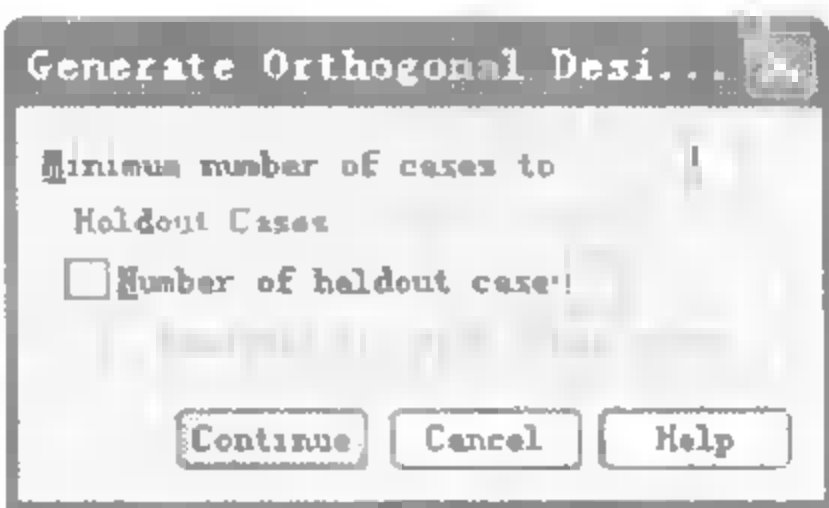 Generate Orthogonal Desi...
Minimum number of cases to
Holdout Cases
Number of holdout case
Continue Cancel Help